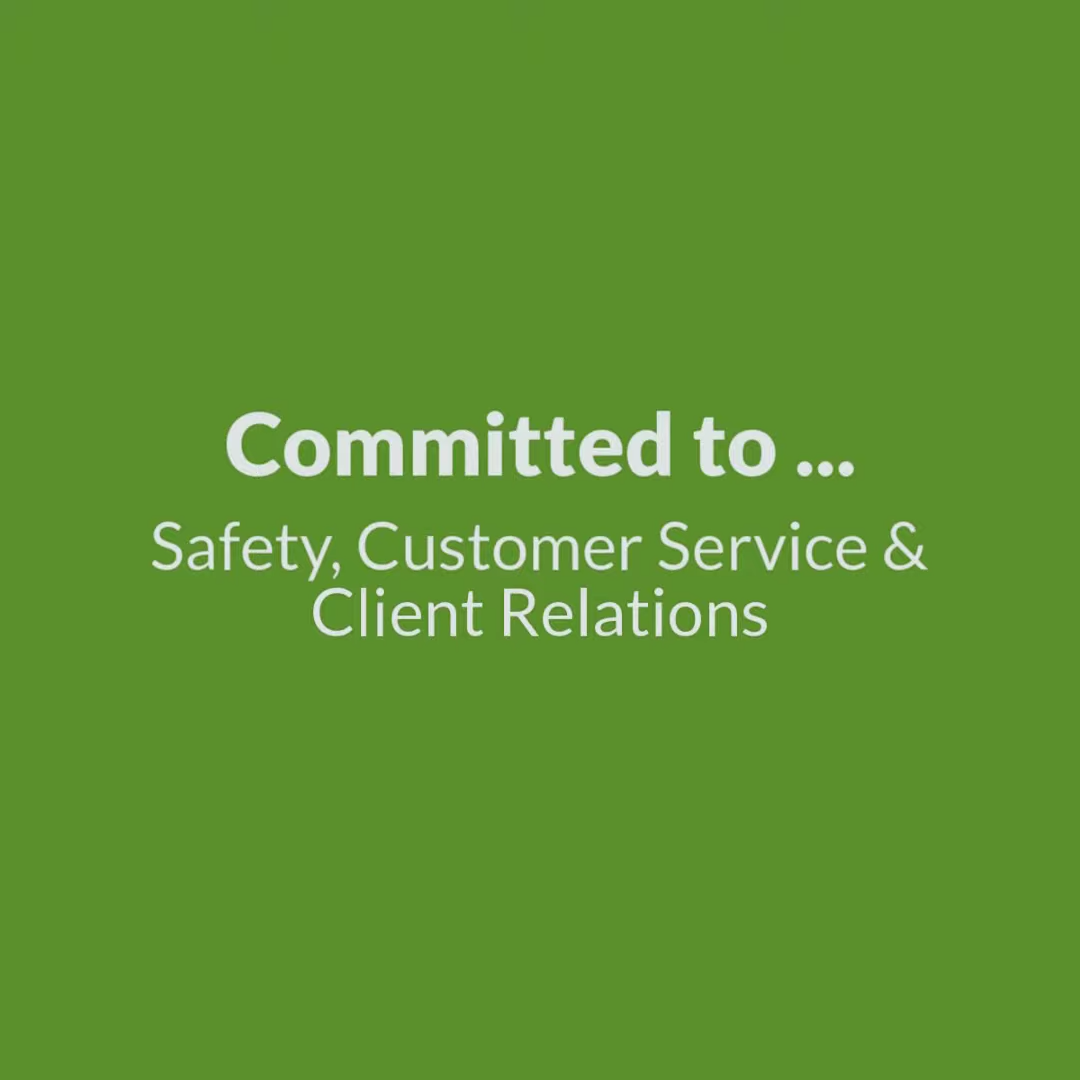 Committed to ...
Safety, Customer Service &
Client Relations